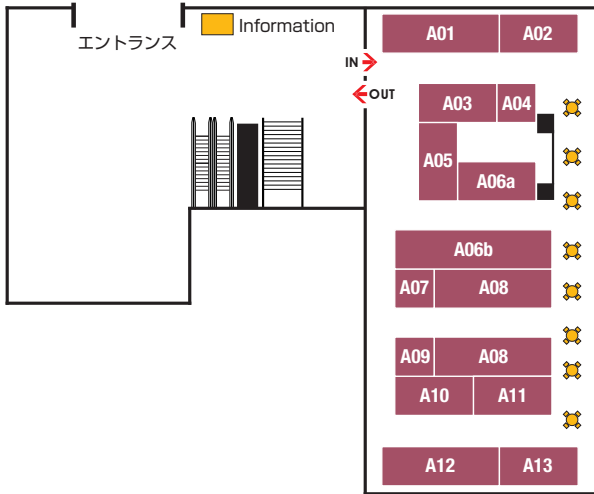 エントランス
Information
IN
OUT
A01
A02
A03
A04
A05
A06a
A06b
A07
A08
A09
A08
A10
A11
A12
A13